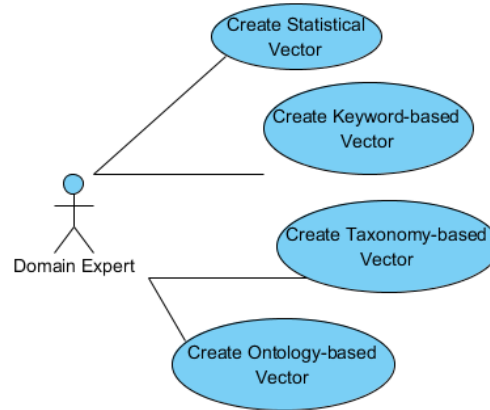 Create Statistical
Vector
Create Keyword-based
Vector
Create Taxonomy-based
Vector
Domain Expert
Create Ontology-based
Vector